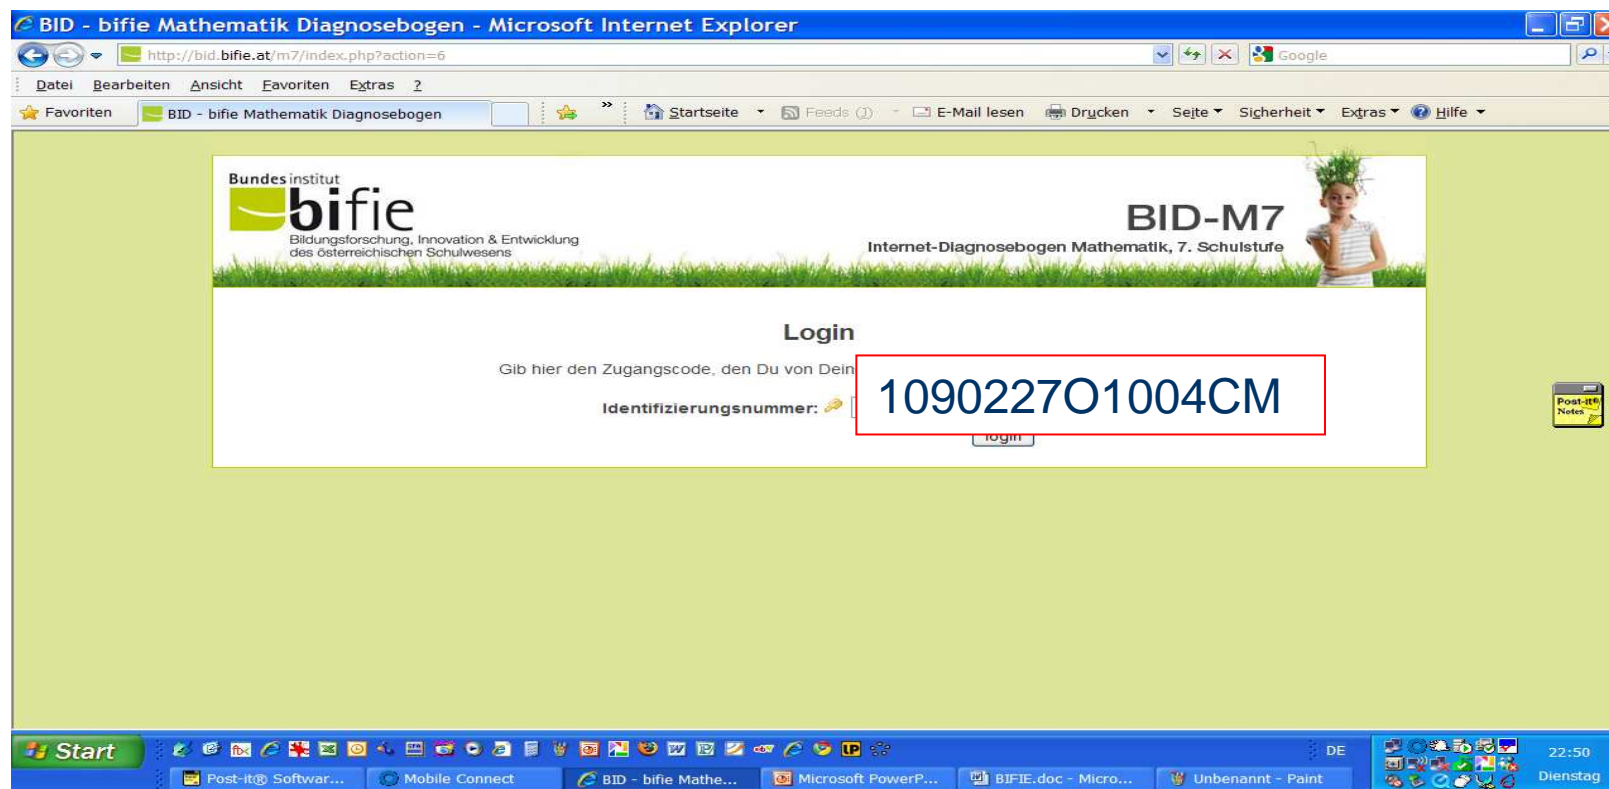 BID - bifie Mathematik Diagnosebogen - Microsoft Internet Explorer
http://bid.bifie.at/m7/index.php?action=6
Google
Datei Bearbeiten Ansicht Favoriten Extras ?
Favoriten BID - bifie Mathematik Diagnosebogen » Startseite Feeds (J) E-Mail lesen Drucken Seite Sicherheit Extras Hilfe
Bundesinstitut
bifie
Bildungsforschung, Innovation & Entwicklung
des österreichischen Schulwesens
BID-M7
Internet-Diagnosebogen Mathematik, 7. Schulstufe
Login
Gib hier den Zugangscode, den Du von Dein
Identifizierungsnummer:
1090227O1004CM
login
Post-it®
Notes
Start
DE
22:50
Post-it® Softwar... Mobile Connect BID - bifie Mathe... Microsoft PowerP... BIFIE.doc - Micro... Unbenannt - Paint
Dienstag